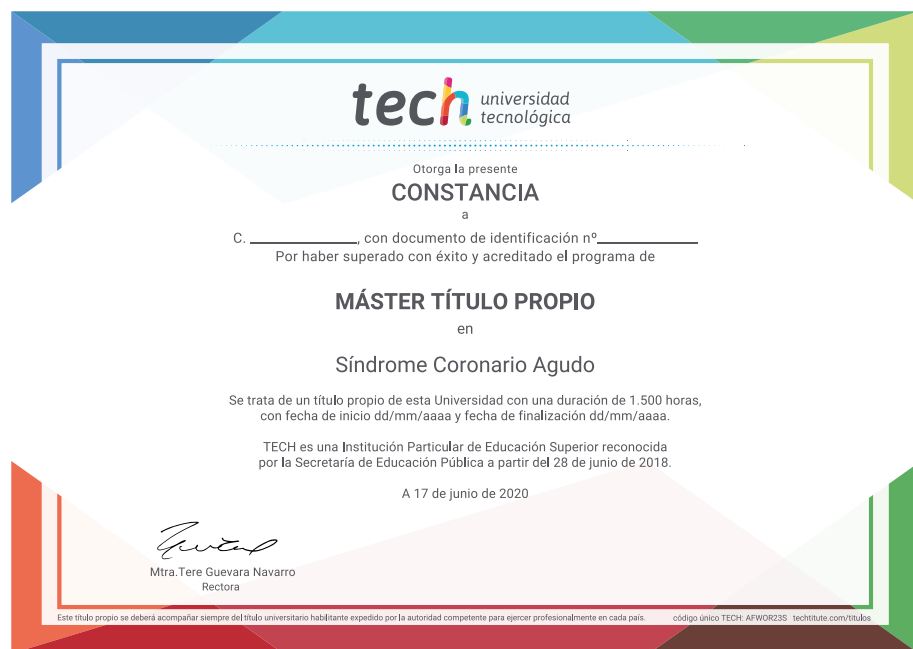 tech universidad
tecnológica
Otorga la presente
CONSTANCIA
a
C. ______________, con documento de identificación nº______________
Por haber superado con éxito y acreditado el programa de
MÁSTER TÍTULO PROPIO
en
Síndrome Coronario Agudo
Se trata de un título propio de esta Universidad con una duración de 1.500 horas,
con fecha de inicio dd/mm/aaaa y fecha de finalización dd/mm/aaaa.
TECH es una Institución Particular de Educación Superior reconocida
por la Secretaría de Educación Pública a partir del 28 de junio de 2018.
A 17 de junio de 2020
Mtra.Tere Guevara Navarro
Rectora
Este título propio se deberá acompañar siempre del título universitario habilitante expedido por la autoridad competente para ejercer profesionalmente en cada país. código único TECH: AFWOR23S techtitute.com/titulos